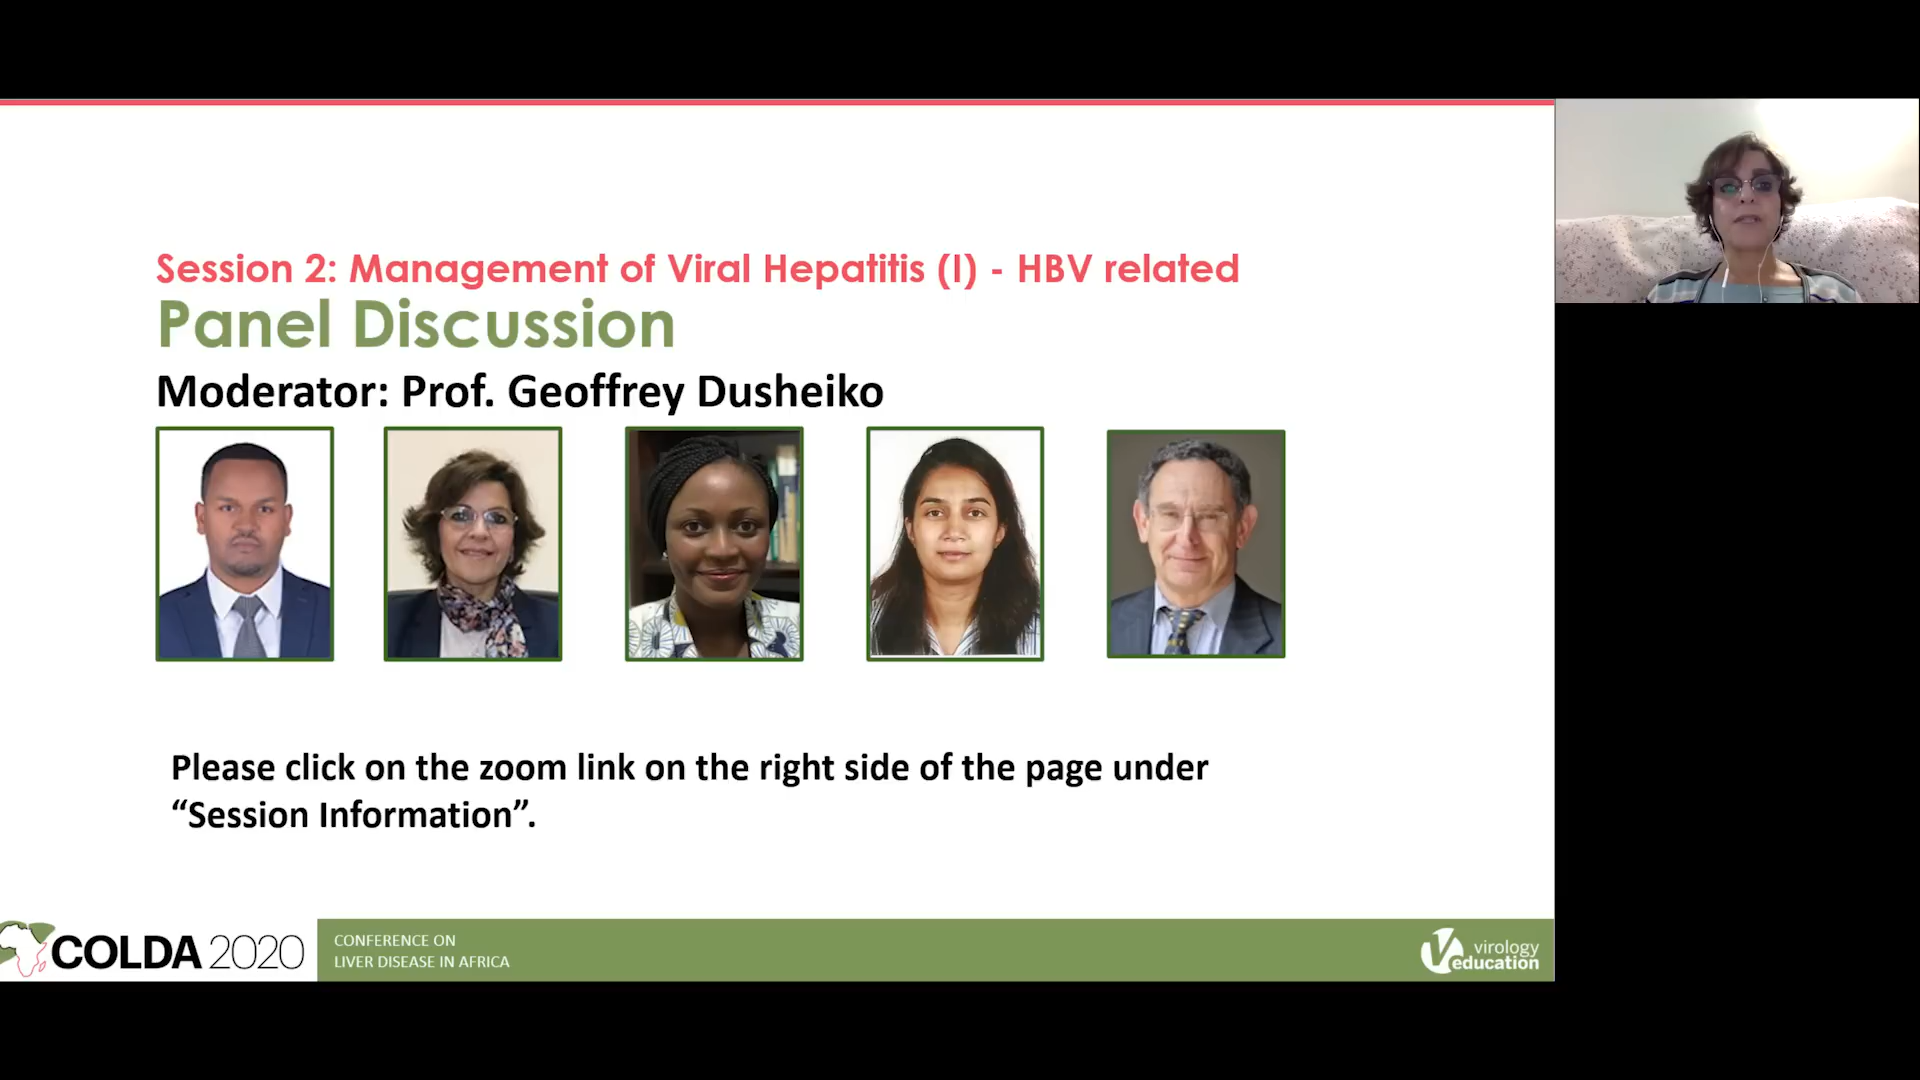 Session 2: Management of Viral Hepatitis (I) - HBV related
Panel Discussion
Moderator: Prof. Geoffrey Dusheiko
Please click on the zoom link on the right side of the page under
“Session Information”.
COLDA 2020
CONFERENCE ON
LIVER DISEASE IN AFRICA
virology
education